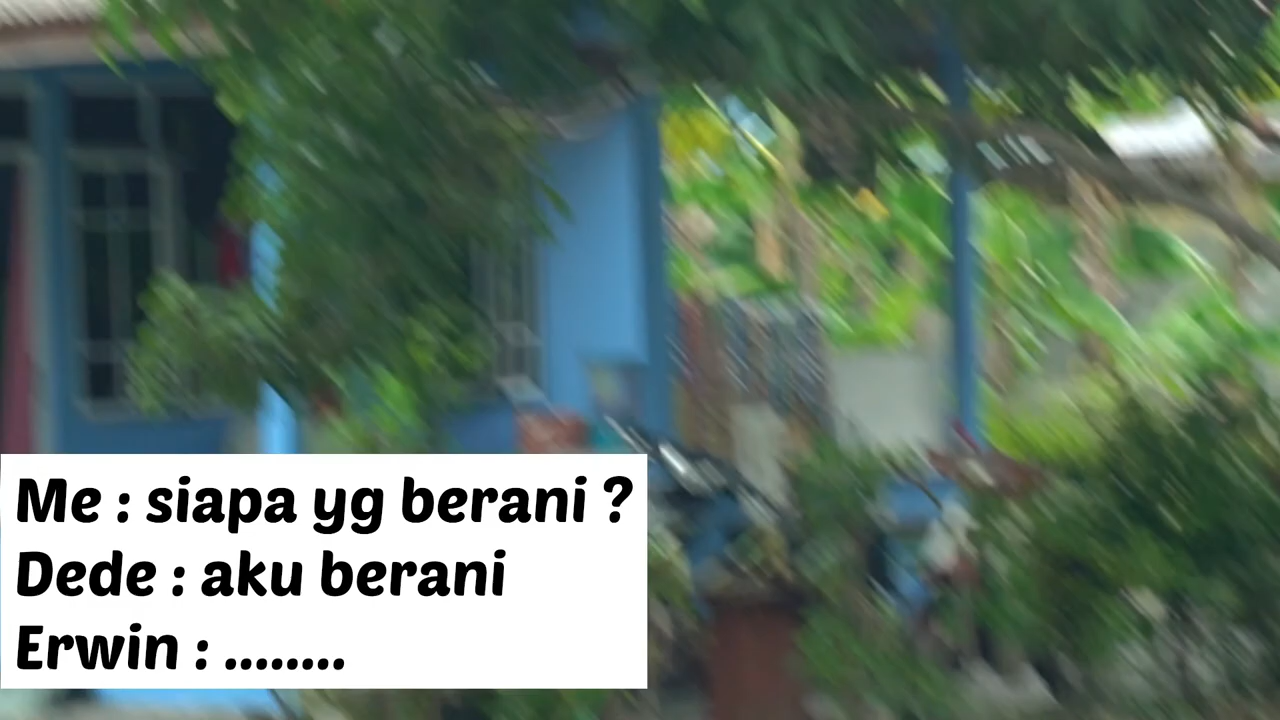 Me : siapa yg berani ?
Dede : aku berani
Erwin : ........